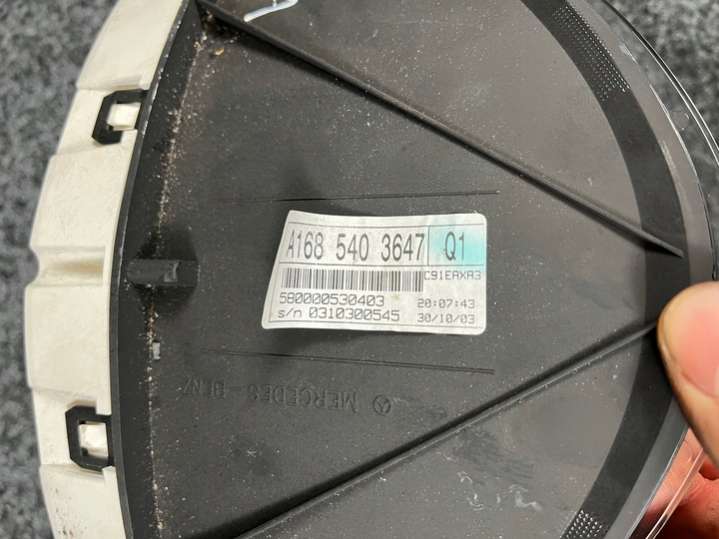 A168 540 3647 Q1
C91EAXA3
580000530403 20:07:43
s/n 0310300545 30/10/03
MERCEDES-BENZ